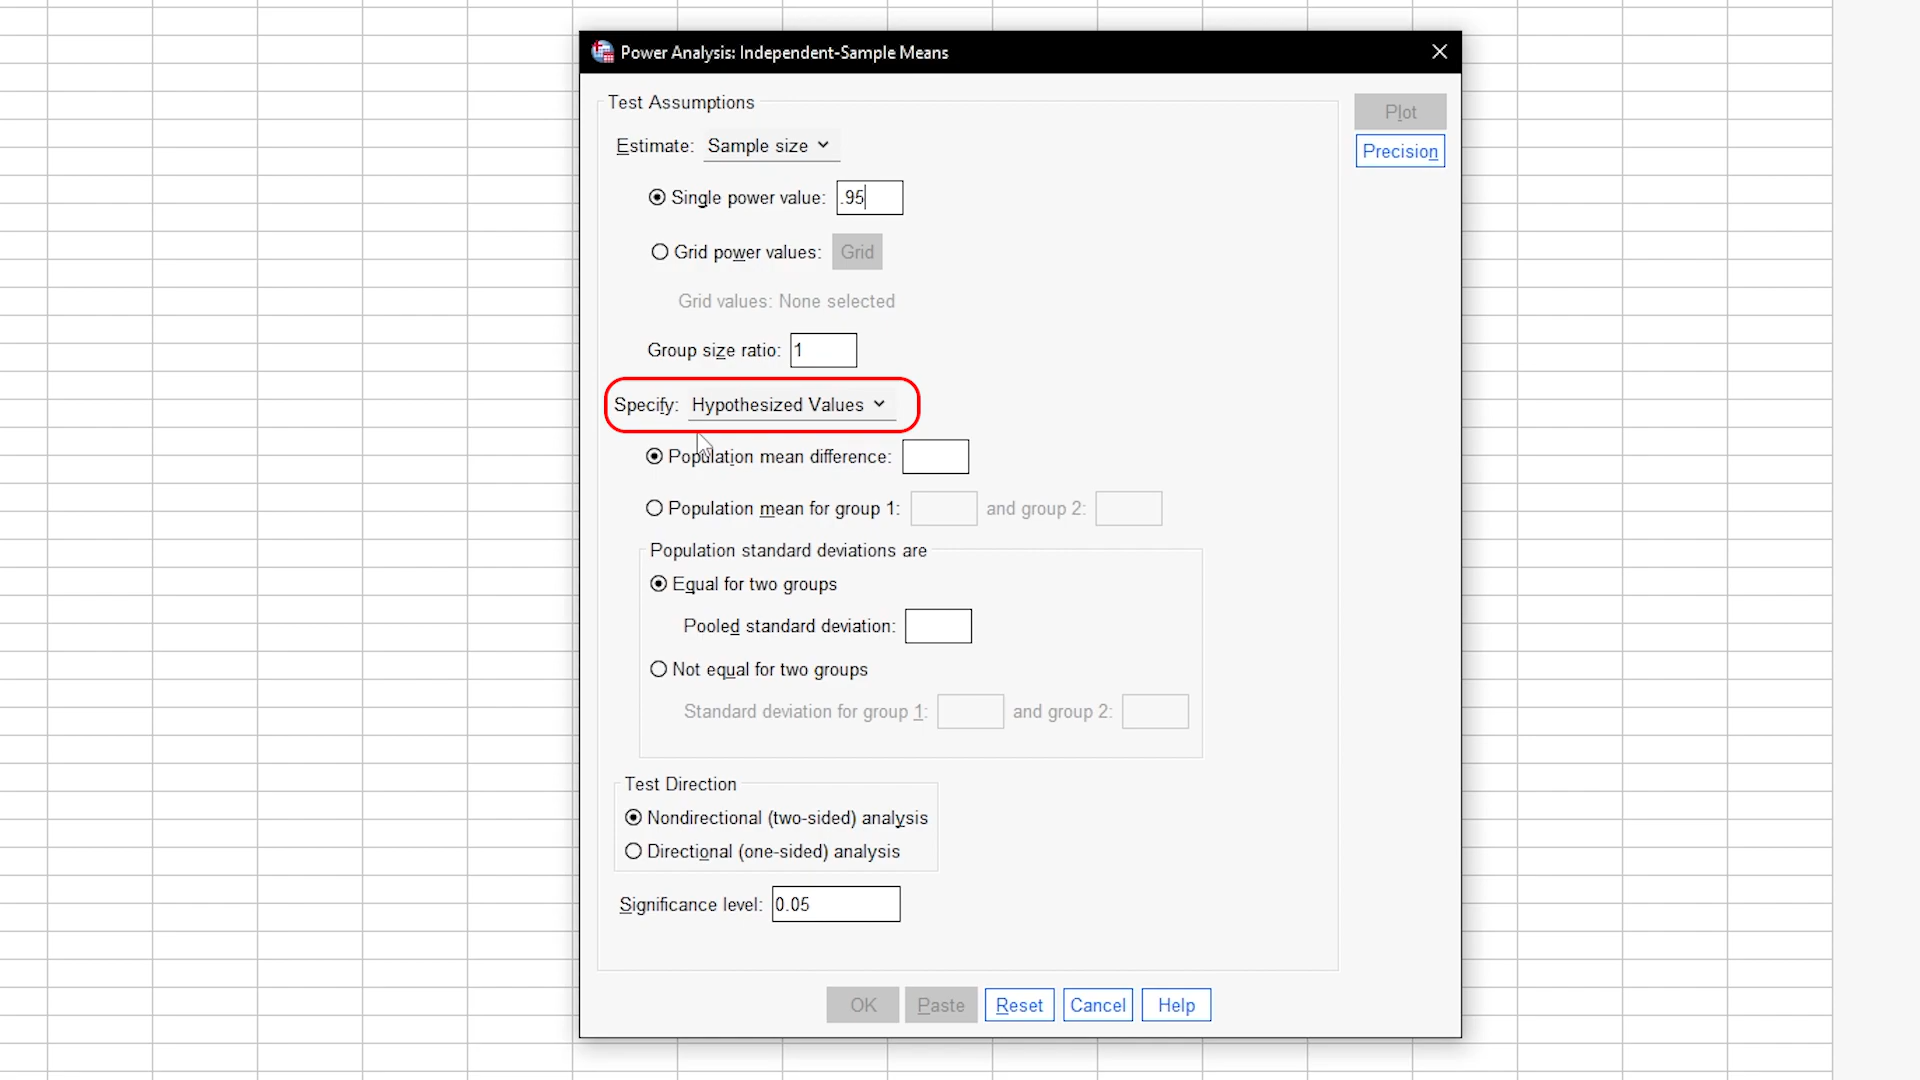 Power Analysis: Independent-Sample Means
Test Assumptions
Plot
Estimate: Sample size
Precision
Single power value: .95
Grid power values: Grid
Grid values: None selected
Group size ratio: 1
Specify: Hypothesized Values
Population mean difference:
Population mean for group 1: and group 2:
Population standard deviations are
Equal for two groups
Pooled standard deviation:
Not equal for two groups
Standard deviation for group 1: and group 2:
Test Direction
Nondirectional (two-sided) analysis
Directional (one-sided) analysis
Significance level: 0.05
OK Paste Reset Cancel Help